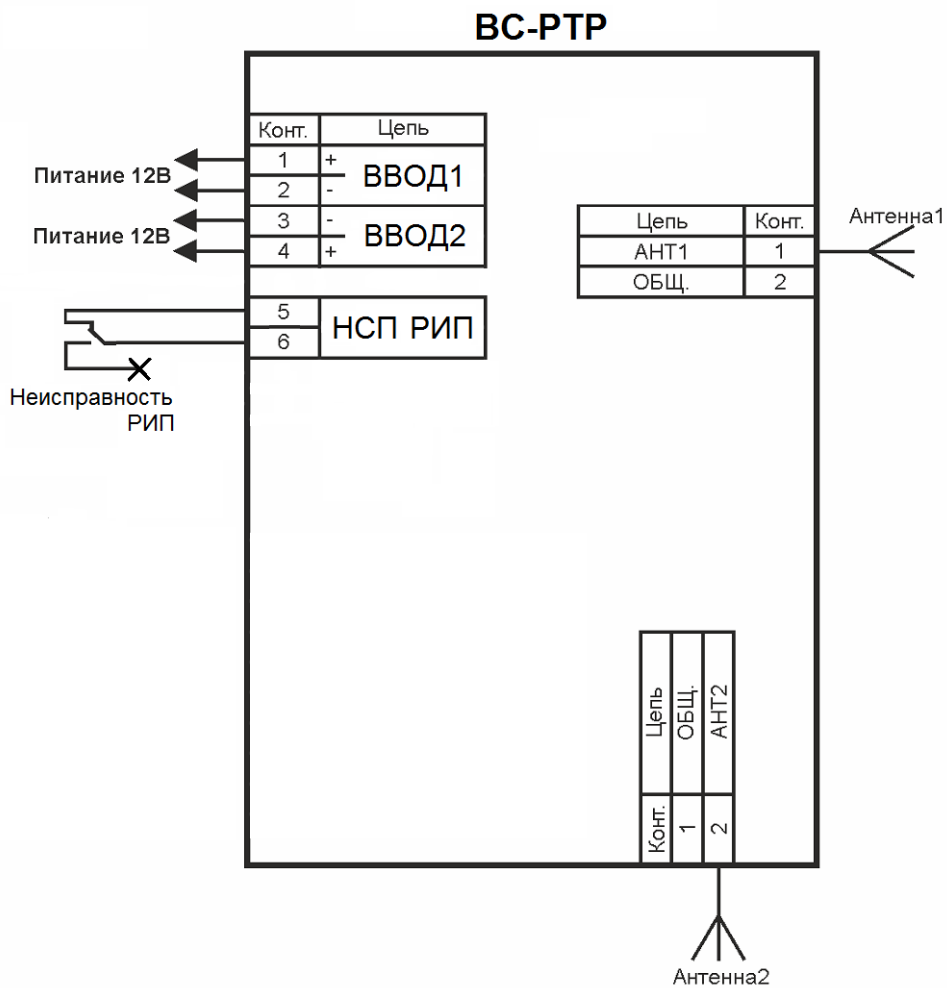 ВС-РТР
Конт. Цепь
1 +
ВВОД1
2 -
3 -
ВВОД2
4 +
Питание 12В
Питание 12В
5
НСП РИП
6
Неисправность
РИП
Цепь Конт.
АНТ1 1
ОБЩ. 2
Антенна1
Цепь
ОБЩ.
АНТ2
Конт.
1
2
Антенна2